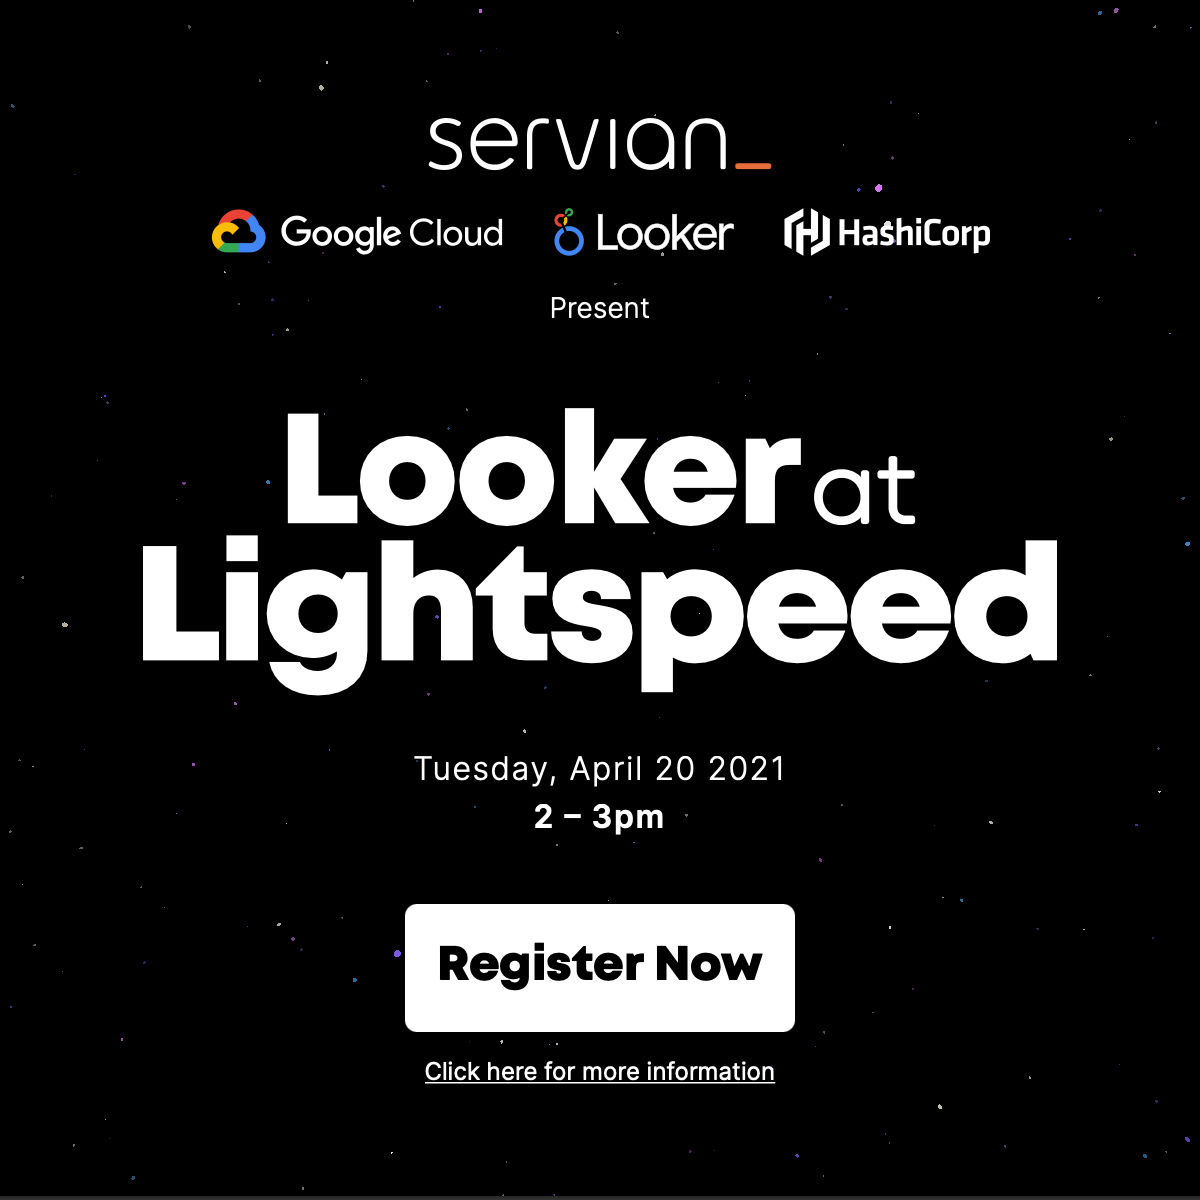 servian_
Google Cloud Looker HashiCorp
Present
Looker at
Lightspeed
Tuesday, April 20 2021
2 – 3pm
Register Now
Click here for more information